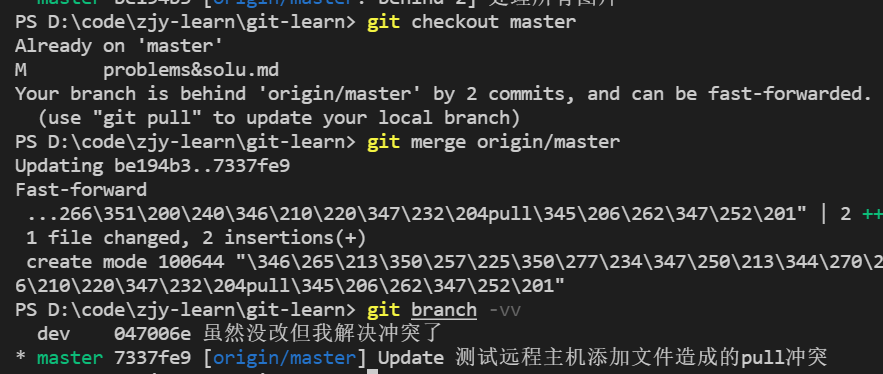 master be194b3 [origin/master: behind 2] 处理所有图片
PS D:\code\zjy-learn\git-learn> git checkout master
Already on 'master'
M       problems&solu.md
Your branch is behind 'origin/master' by 2 commits, and can be fast-forwarded.
  (use "git pull" to update your local branch)
PS D:\code\zjy-learn\git-learn> git merge origin/master
Updating be194b3..7337fe9
Fast-forward
 ...266\351\200\240\346\210\220\347\232\204pull\345\206\262\347\252\201" | 2 ++
 1 file changed, 2 insertions(+)
 create mode 100644 "\346\265\213\350\257\225\350\277\234\347\250\213\344\270\2
6\210\220\347\232\204pull\345\206\262\347\252\201"
PS D:\code\zjy-learn\git-learn> git branch -vv
  dev    047006e 虽然没改但我解决冲突了
* master 7337fe9 [origin/master] Update 测试远程主机添加文件造成的pull冲突